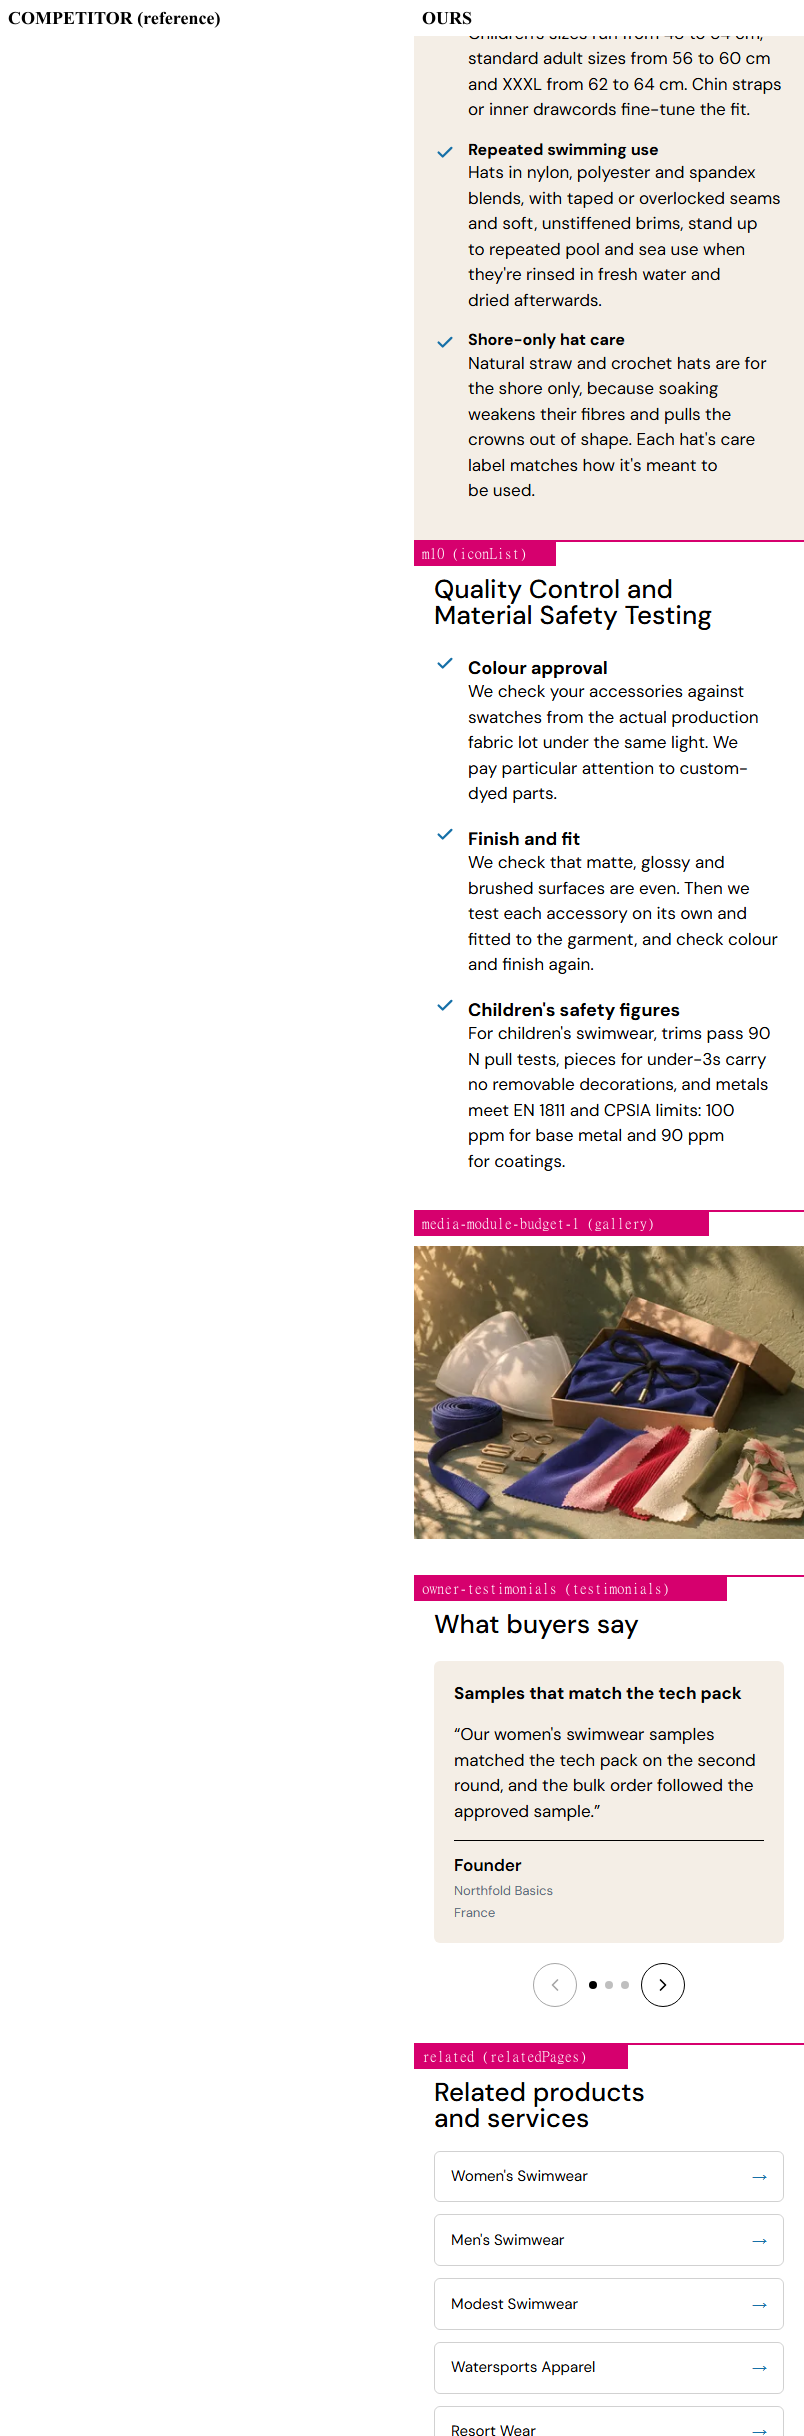 COMPETITOR (reference)
OURS
standard adult sizes from 56 to 60 cm
and XXXL from 62 to 64 cm. Chin straps
or inner drawcords fine-tune the fit.
Repeated swimming use
Hats in nylon, polyester and spandex
blends, with taped or overlocked seams
and soft, unstiffened brims, stand up
to repeated pool and sea use when
they're rinsed in fresh water and
dried afterwards.
Shore-only hat care
Natural straw and crochet hats are for
the shore only, because soaking
weakens their fibres and pulls the
crowns out of shape. Each hat's care
label matches how it's meant to
be used.
m10 (iconList)
Quality Control and
Material Safety Testing
Colour approval
We check your accessories against
swatches from the actual production
fabric lot under the same light. We
pay particular attention to custom-
dyed parts.
Finish and fit
We check that matte, glossy and
brushed surfaces are even. Then we
test each accessory on its own and
fitted to the garment, and check colour
and finish again.
Children's safety figures
For children's swimwear, trims pass 90
N pull tests, pieces for under-3s carry
no removable decorations, and metals
meet EN 1811 and CPSIA limits: 100
ppm for base metal and 90 ppm
for coatings.
media-module-budget-1 (gallery)
owner-testimonials (testimonials)
What buyers say
Samples that match the tech pack
“Our women's swimwear samples
matched the tech pack on the second
round, and the bulk order followed the
approved sample.”
Founder
Northfold Basics
France
related (relatedPages)
Related products
and services
Women's Swimwear →
Men's Swimwear →
Modest Swimwear →
Watersports Apparel →
Resort Wear →